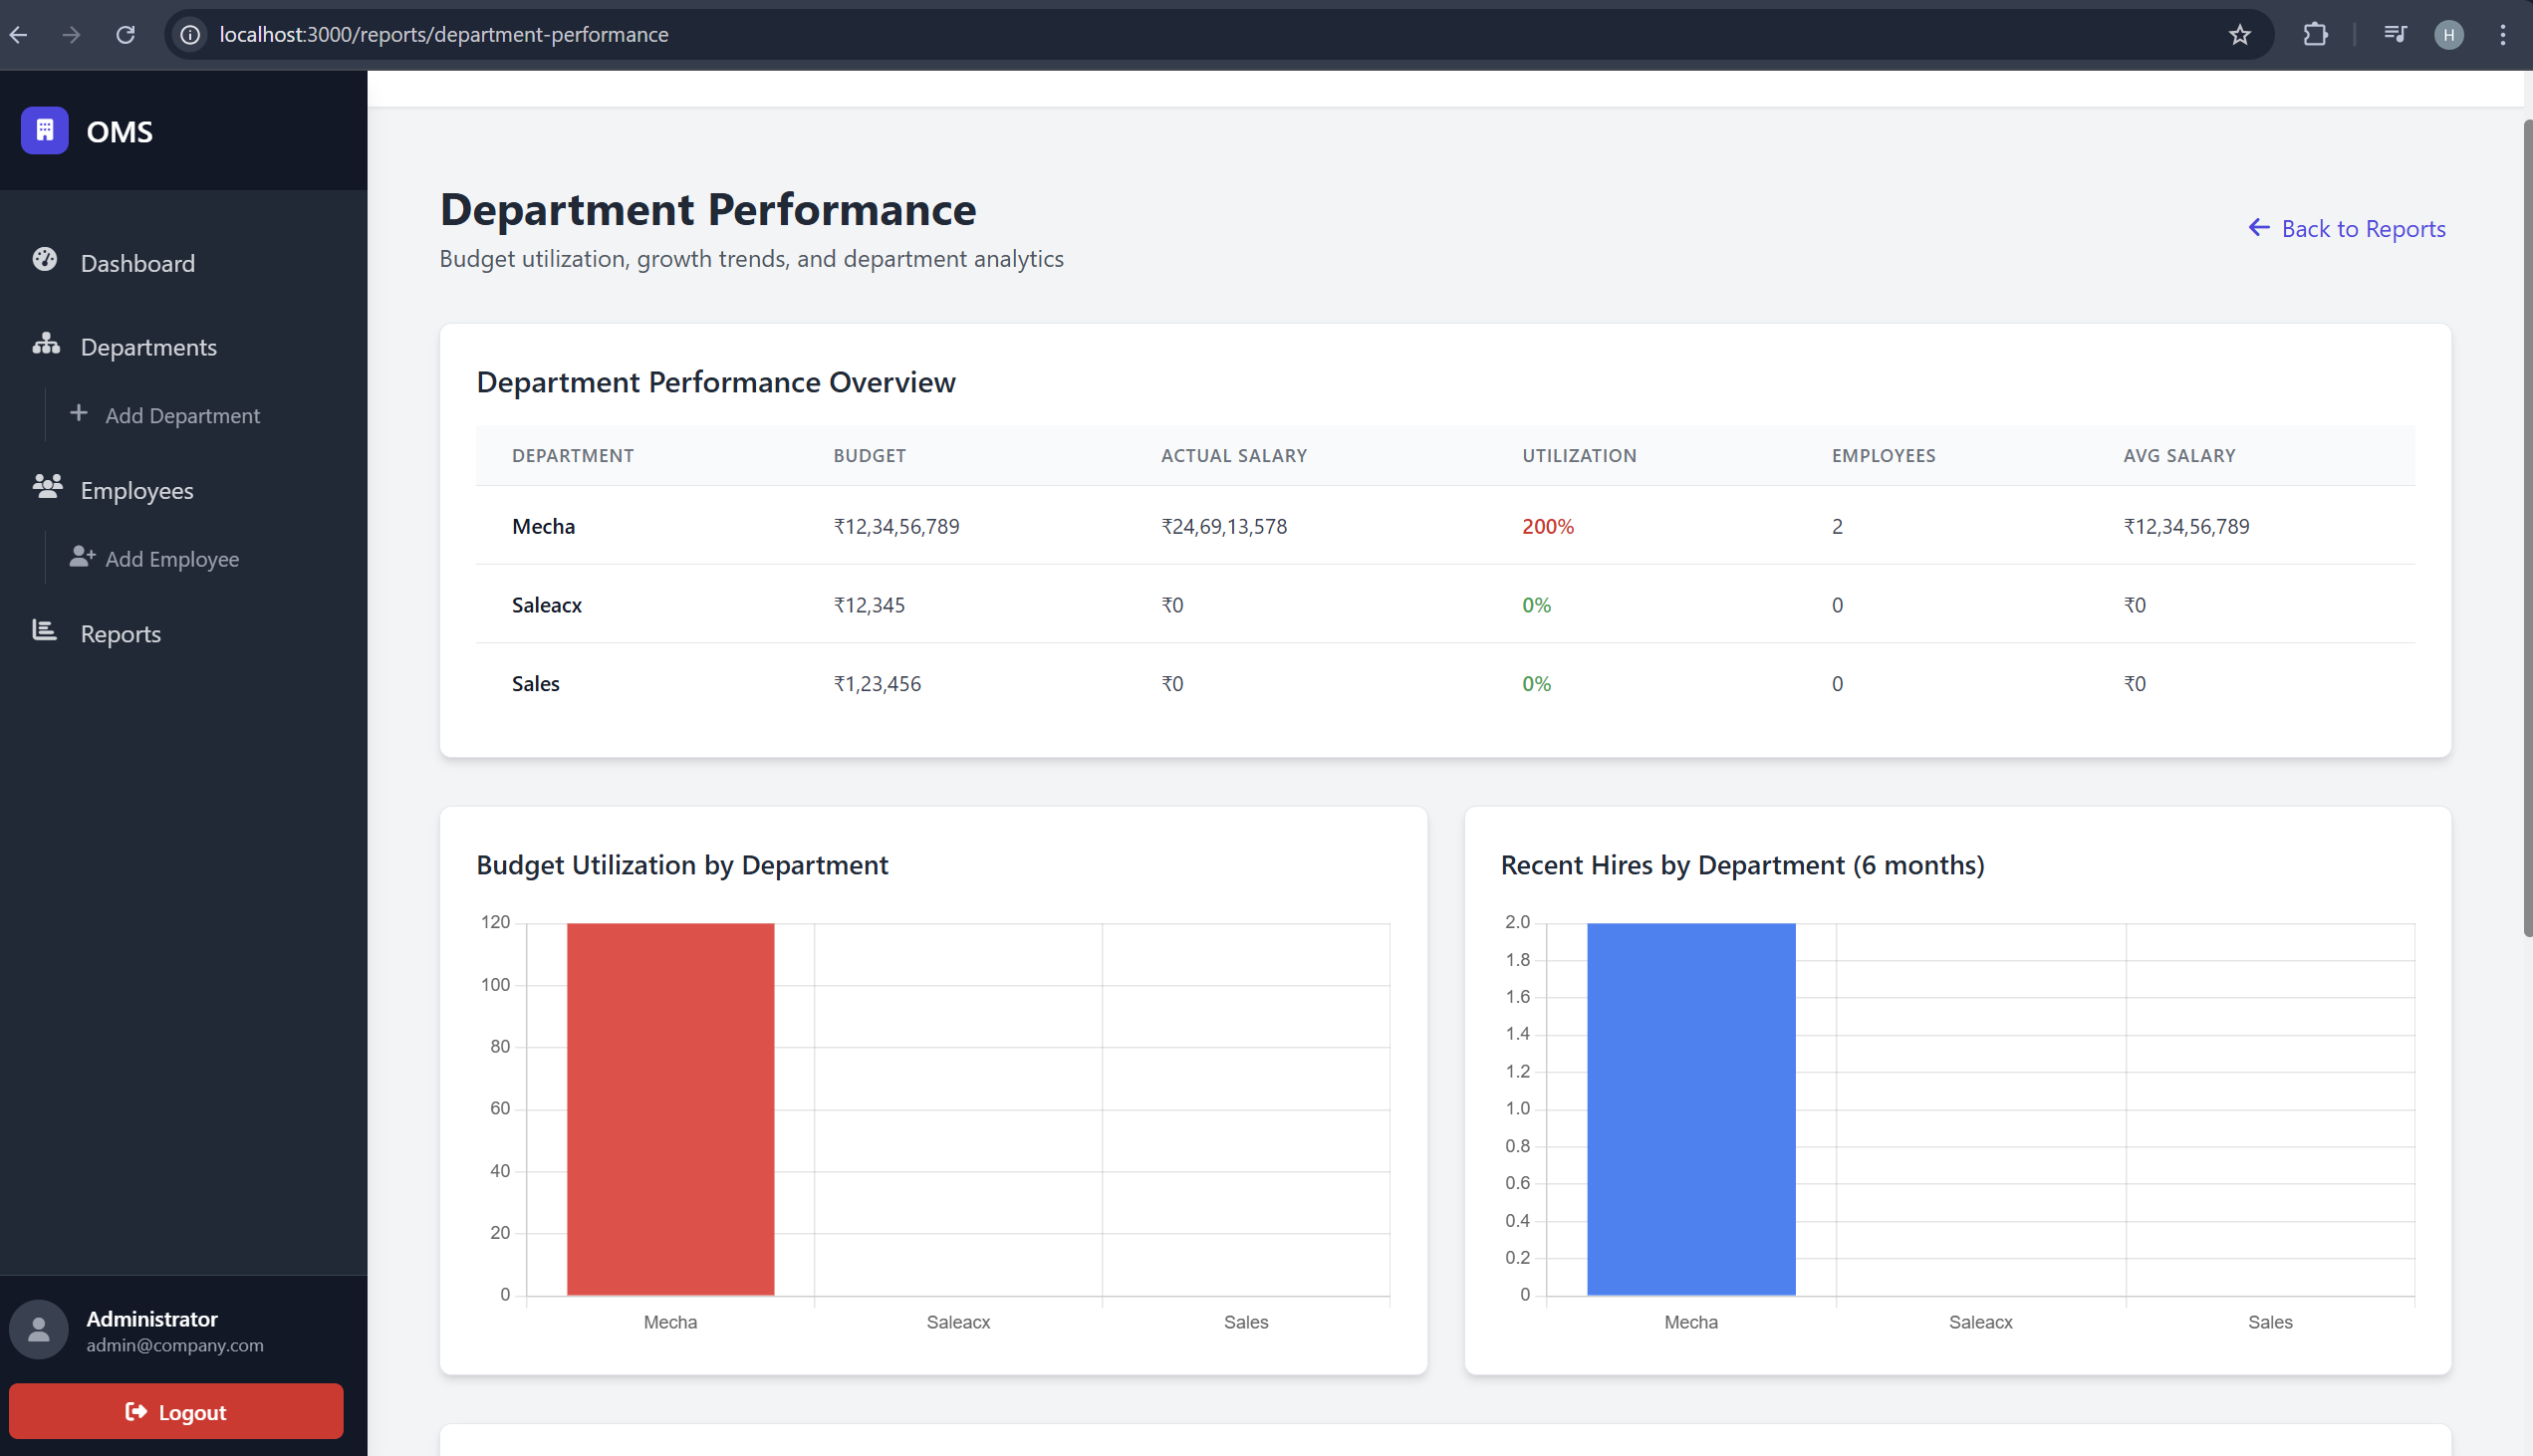 localhost:3000/reports/department-performance
H
OMS
Dashboard
Departments
Add Department
Employees
Add Employee
Reports
Administrator
admin@company.com
Logout
Department Performance
Budget utilization, growth trends, and department analytics
Back to Reports
Department Performance Overview
DEPARTMENT BUDGET ACTUAL SALARY UTILIZATION EMPLOYEES AVG SALARY
Mecha ₹12,34,56,789 ₹24,69,13,578 200% 2 ₹12,34,56,789
Saleacx ₹12,345 ₹0 0% 0 ₹0
Sales ₹1,23,456 ₹0 0% 0 ₹0
Budget Utilization by Department
120
100
80
60
40
20
0
Mecha Saleacx Sales
Recent Hires by Department (6 months)
2.0
1.8
1.6
1.4
1.2
1.0
0.8
0.6
0.4
0.2
0
Mecha Saleacx Sales